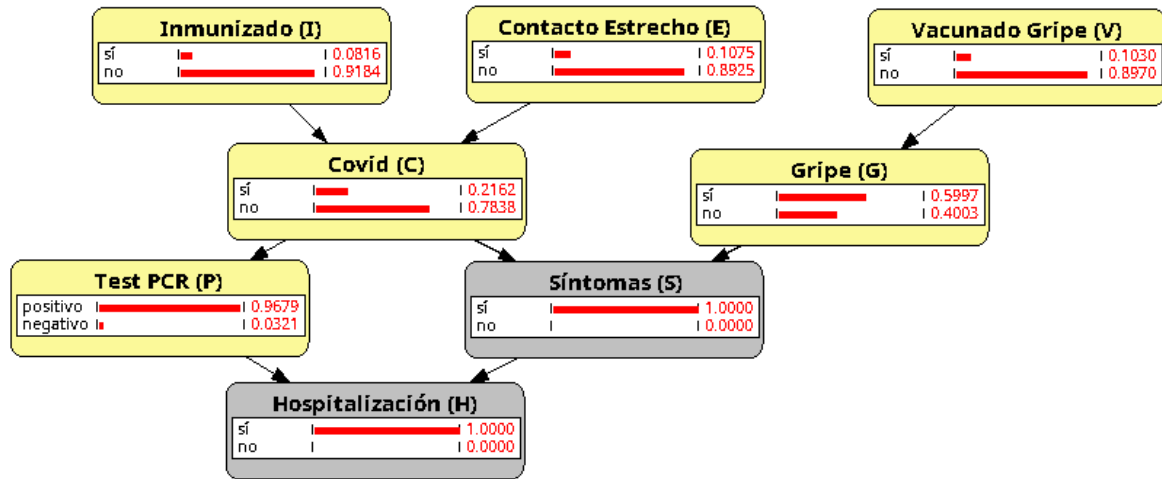 Inmunizado (I)
sí 0.0816
no 0.9184
Contacto Estrecho (E)
sí 0.1075
no 0.8925
Vacunado Gripe (V)
sí 0.1030
no 0.8970
Covid (C)
sí 0.2162
no 0.7838
Gripe (G)
sí 0.5997
no 0.4003
Test PCR (P)
positivo 0.9679
negativo 0.0321
Síntomas (S)
sí 1.0000
no 0.0000
Hospitalización (H)
sí 1.0000
no 0.0000